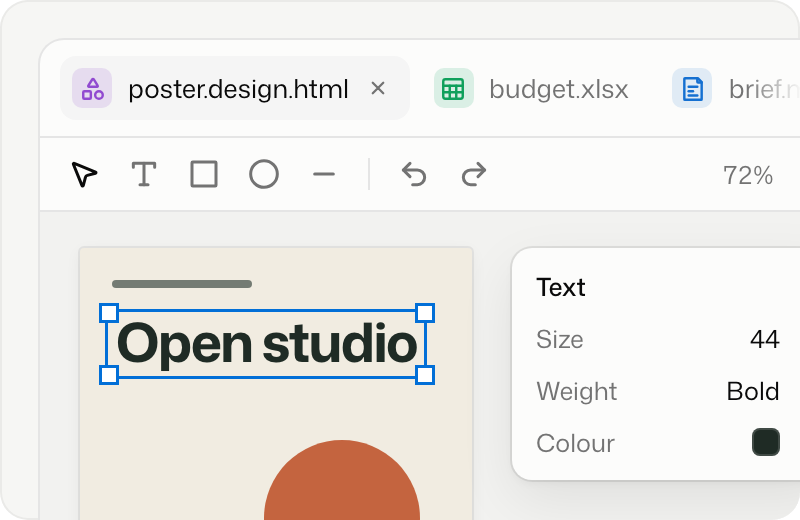 poster.design.html
budget.xlsx
72%
Open studio
Text
Size 44
Weight Bold
Colour